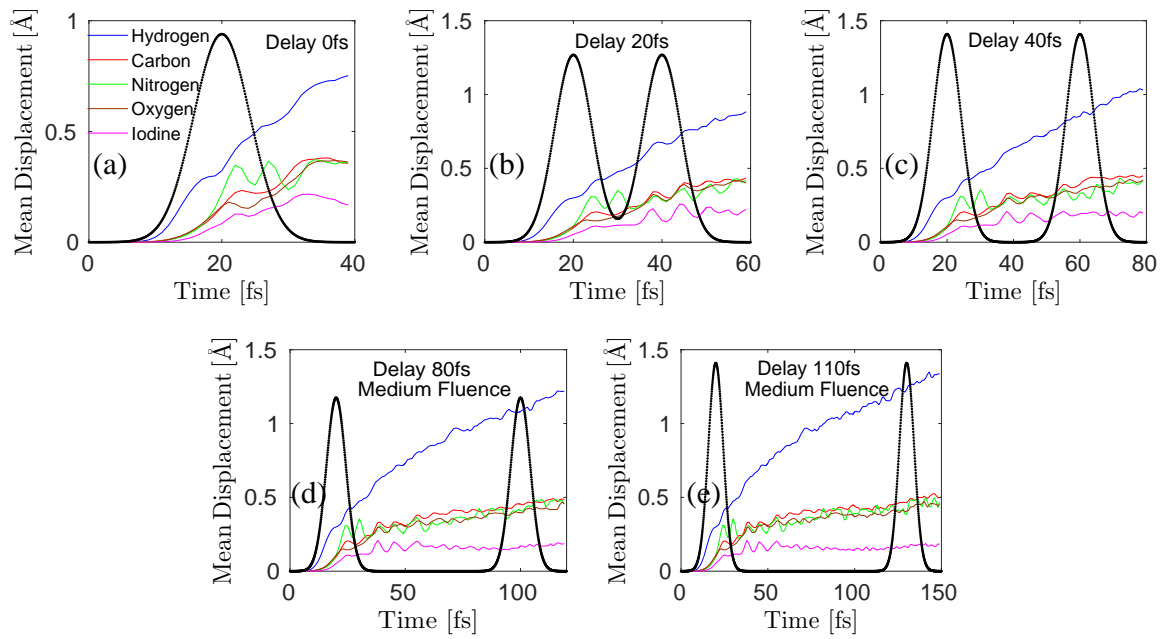 Mean Displacement [Å]
1
0.5
0
Hydrogen
Carbon
Nitrogen
Oxygen
Iodine
Delay 0fs
(a)
0 20 40
Time [fs]
Mean Displacement [Å]
1.5
1
0.5
0
Delay 20fs
(b)
0 20 40 60
Time [fs]
Mean Displacement [Å]
1.5
1
0.5
0
Delay 40fs
(c)
0 20 40 60 80
Time [fs]
Mean Displacement [Å]
1.5
1
0.5
0
Delay 80fs
Medium Fluence
(d)
0 50 100
Time [fs]
Mean Displacement [Å]
1.5
1
0.5
0
Delay 110fs
Medium Fluence
(e)
0 50 100 150
Time [fs]